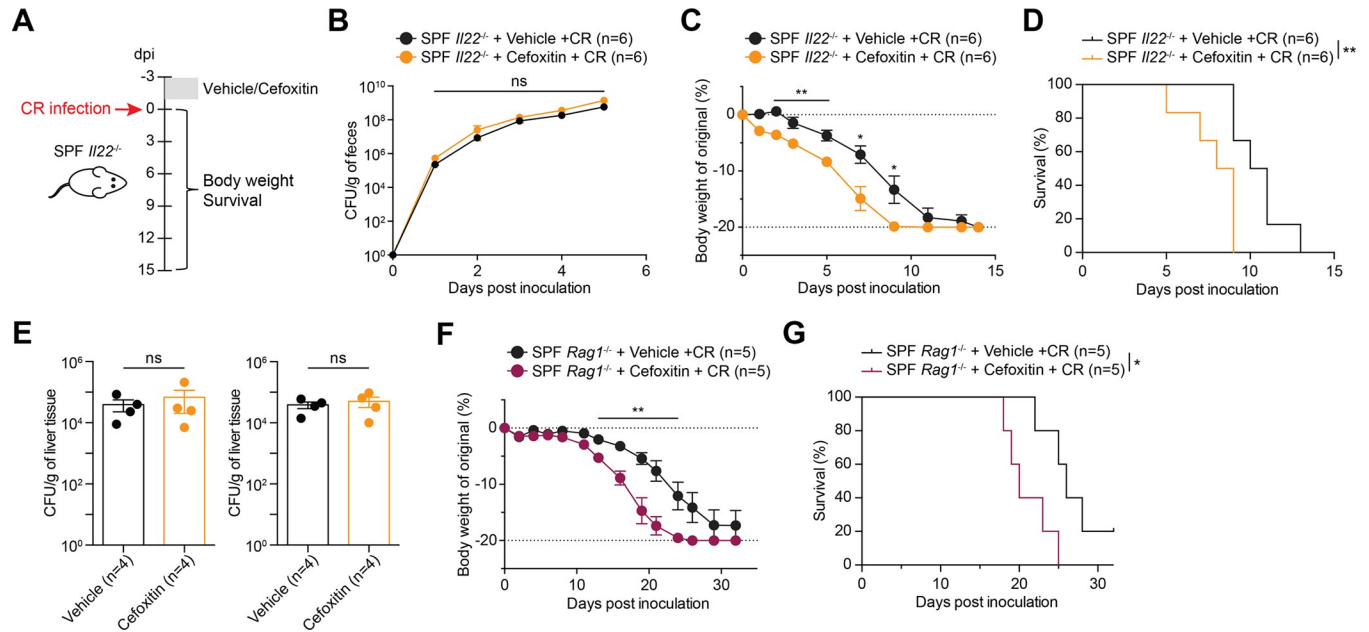 A
dpi
-3
0
3
6
9
12
15
CR infection
Vehicle/Cefoxitin
SPF Il22-/-
Body weight
Survival
B
SPF Il22-/- + Vehicle +CR (n=6)
SPF Il22-/- + Cefoxitin + CR (n=6)
ns
10^10
10^8
10^6
10^4
10^2
10^0
CFU/g of feces
0 2 4 6
Days post inoculation
C
SPF Il22-/- + Vehicle +CR (n=6)
SPF Il22-/- + Cefoxitin + CR (n=6)
**
*
*
0
-10
-20
Body weight of original (%)
0 5 10 15
Days post inoculation
D
SPF Il22-/- + Vehicle +CR (n=6)
SPF Il22-/- + Cefoxitin + CR (n=6)
**
100
80
60
40
20
0
Survival (%)
0 5 10 15
Days post inoculation
E
ns
10^6
10^4
10^2
10^0
CFU/g of liver tissue
Vehicle (n=4)
Cefoxitin (n=4)
ns
10^6
10^4
10^2
10^0
CFU/g of liver tissue
Vehicle (n=4)
Cefoxitin (n=4)
F
SPF Rag1-/- + Vehicle +CR (n=5)
SPF Rag1-/- + Cefoxitin + CR (n=5)
**
0
-10
-20
Body weight of original (%)
0 10 20 30
Days post inoculation
G
SPF Rag1-/- + Vehicle +CR (n=5)
SPF Rag1-/- + Cefoxitin + CR (n=5)
*
100
80
60
40
20
0
Survival (%)
0 10 20 30
Days post inoculation